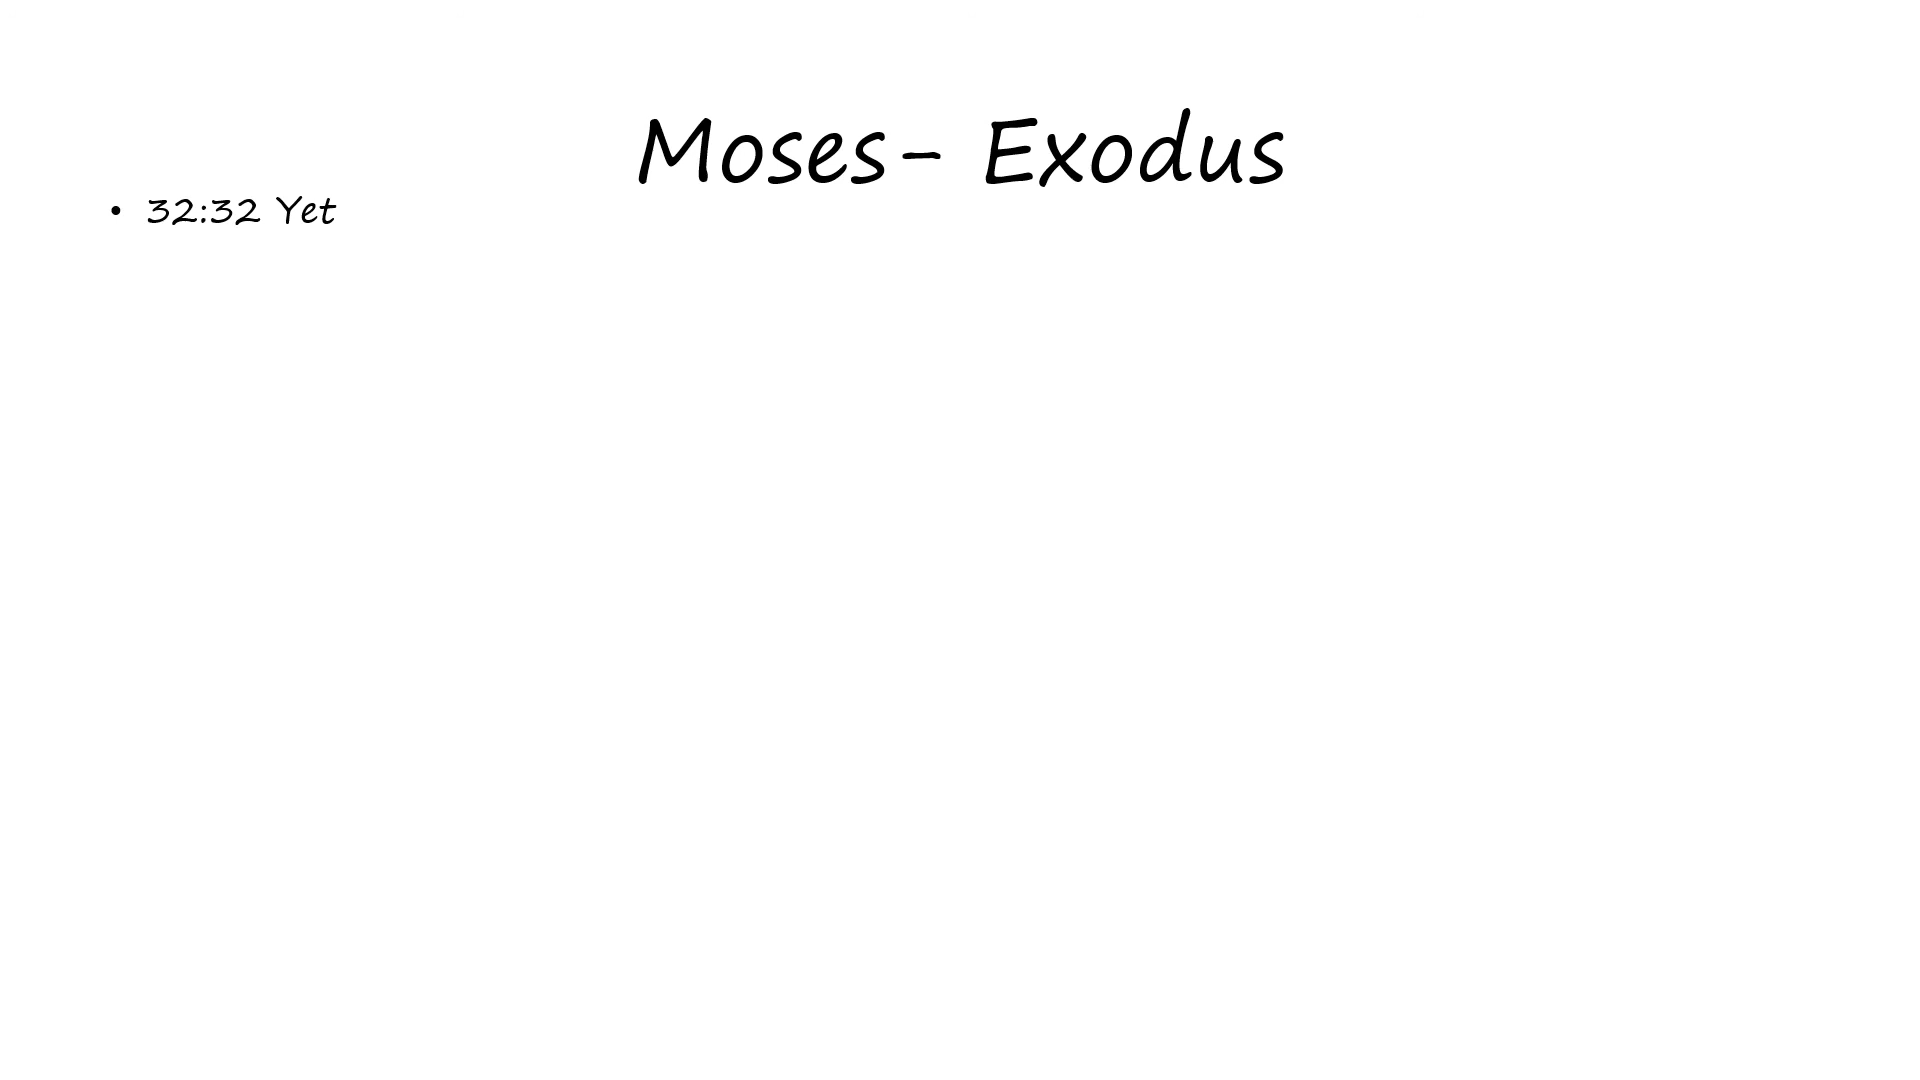 Moses- Exodus
• 32:32 Yet